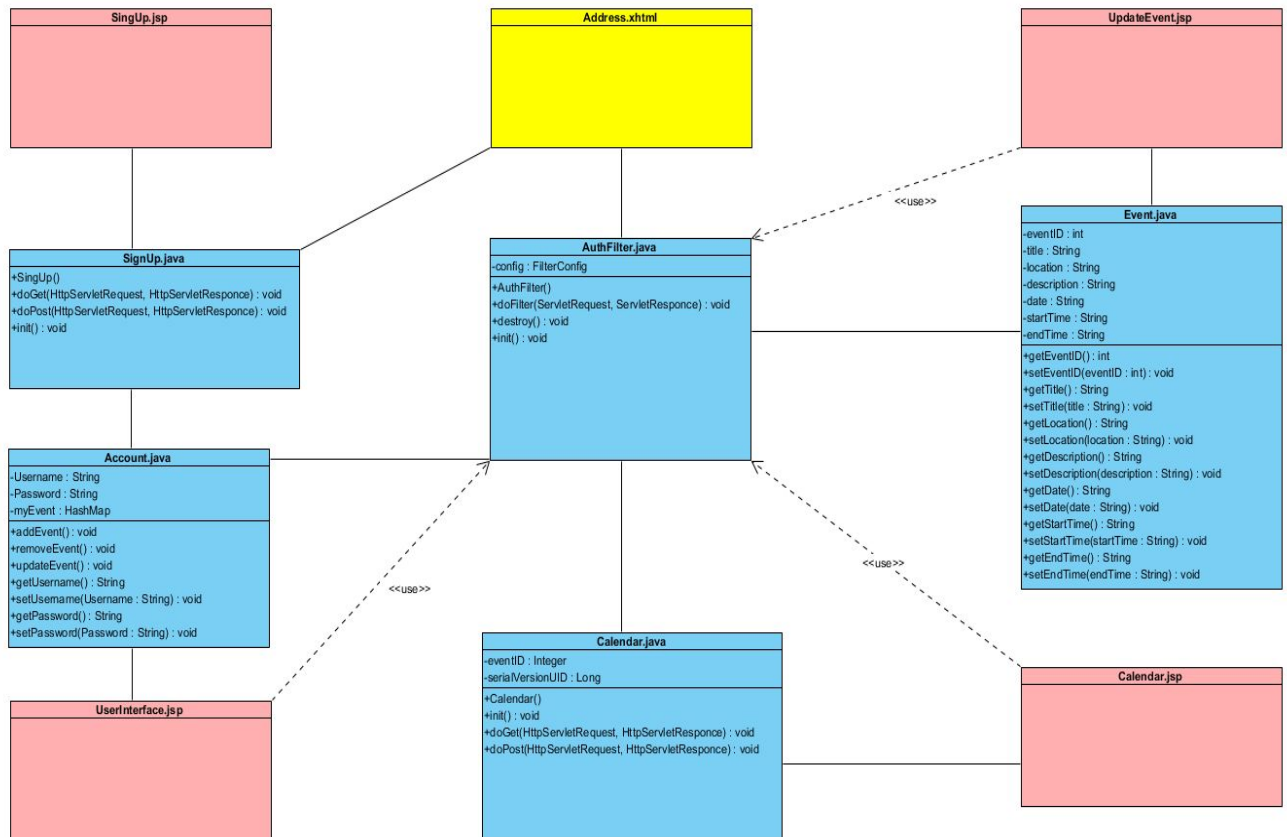 SingUp.jsp
Address.xhtml
UpdateEvent.jsp
<<use>>
SignUp.java
+SingUp()
+doGet(HttpServletRequest, HttpServletResponce) : void
+doPost(HttpServletRequest, HttpServletResponce) : void
+init() : void
AuthFilter.java
-config : FilterConfig
+AuthFilter()
+doFilter(ServletRequest, ServletResponce) : void
+destroy() : void
+init() : void
Event.java
-eventID : int
-title : String
-location : String
-description : String
-date : String
-startTime : String
-endTime : String
+getEventID() : int
+setEventID(eventID : int) : void
+getTitle() : String
+setTitle(title : String) : void
+getLocation() : String
+setLocation(location : String) : void
+getDescription() : String
+setDescription(description : String) : void
+getDate() : String
+setDate(date : String) : void
+getStartTime() : String
+setStartTime(startTime : String) : void
+getEndTime() : String
+setEndTime(endTime : String) : void
Account.java
-Username : String
-Password : String
-myEvent : HashMap
+addEvent() : void
+removeEvent() : void
+updateEvent() : void
+getUsername() : String
+setUsername(Username : String) : void
+getPassword() : String
+setPassword(Password : String) : void
<<use>>
<<use>>
Calendar.java
-eventID : Integer
-serialVersionUID : Long
+Calendar()
+init() : void
+doGet(HttpServletRequest, HttpServletResponce) : void
+doPost(HttpServletRequest, HttpServletResponce) : void
Calendar.jsp
UserInterface.jsp